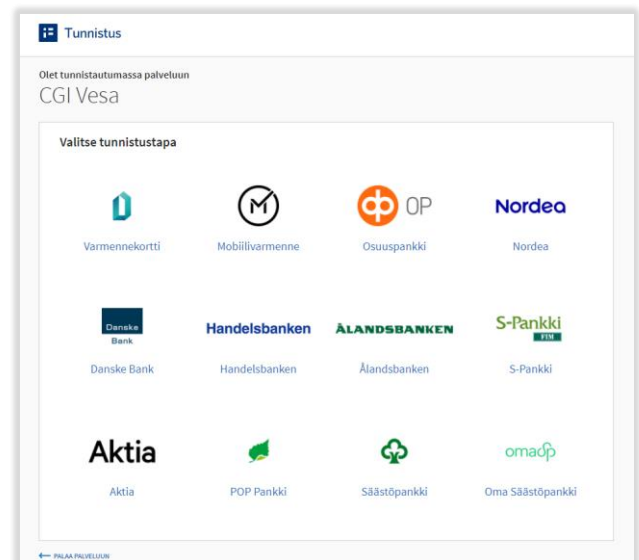 Tunnistus
Olet tunnistautumassa palveluun
CGI Vesa
Valitse tunnistustapa
OP
Nordea
Varmennekortti
Mobiilivarmenne
Osuuspankki
Nordea
Danske
Bank
Handelsbanken
ÅLANDSBANKEN
S-Pankki
FIM
Danske Bank
Handelsbanken
Ålandsbanken
S-Pankki
Aktia
omasp
Aktia
POP Pankki
Säästöpankki
Oma Säästöpankki
← PALAA PALVELUUN